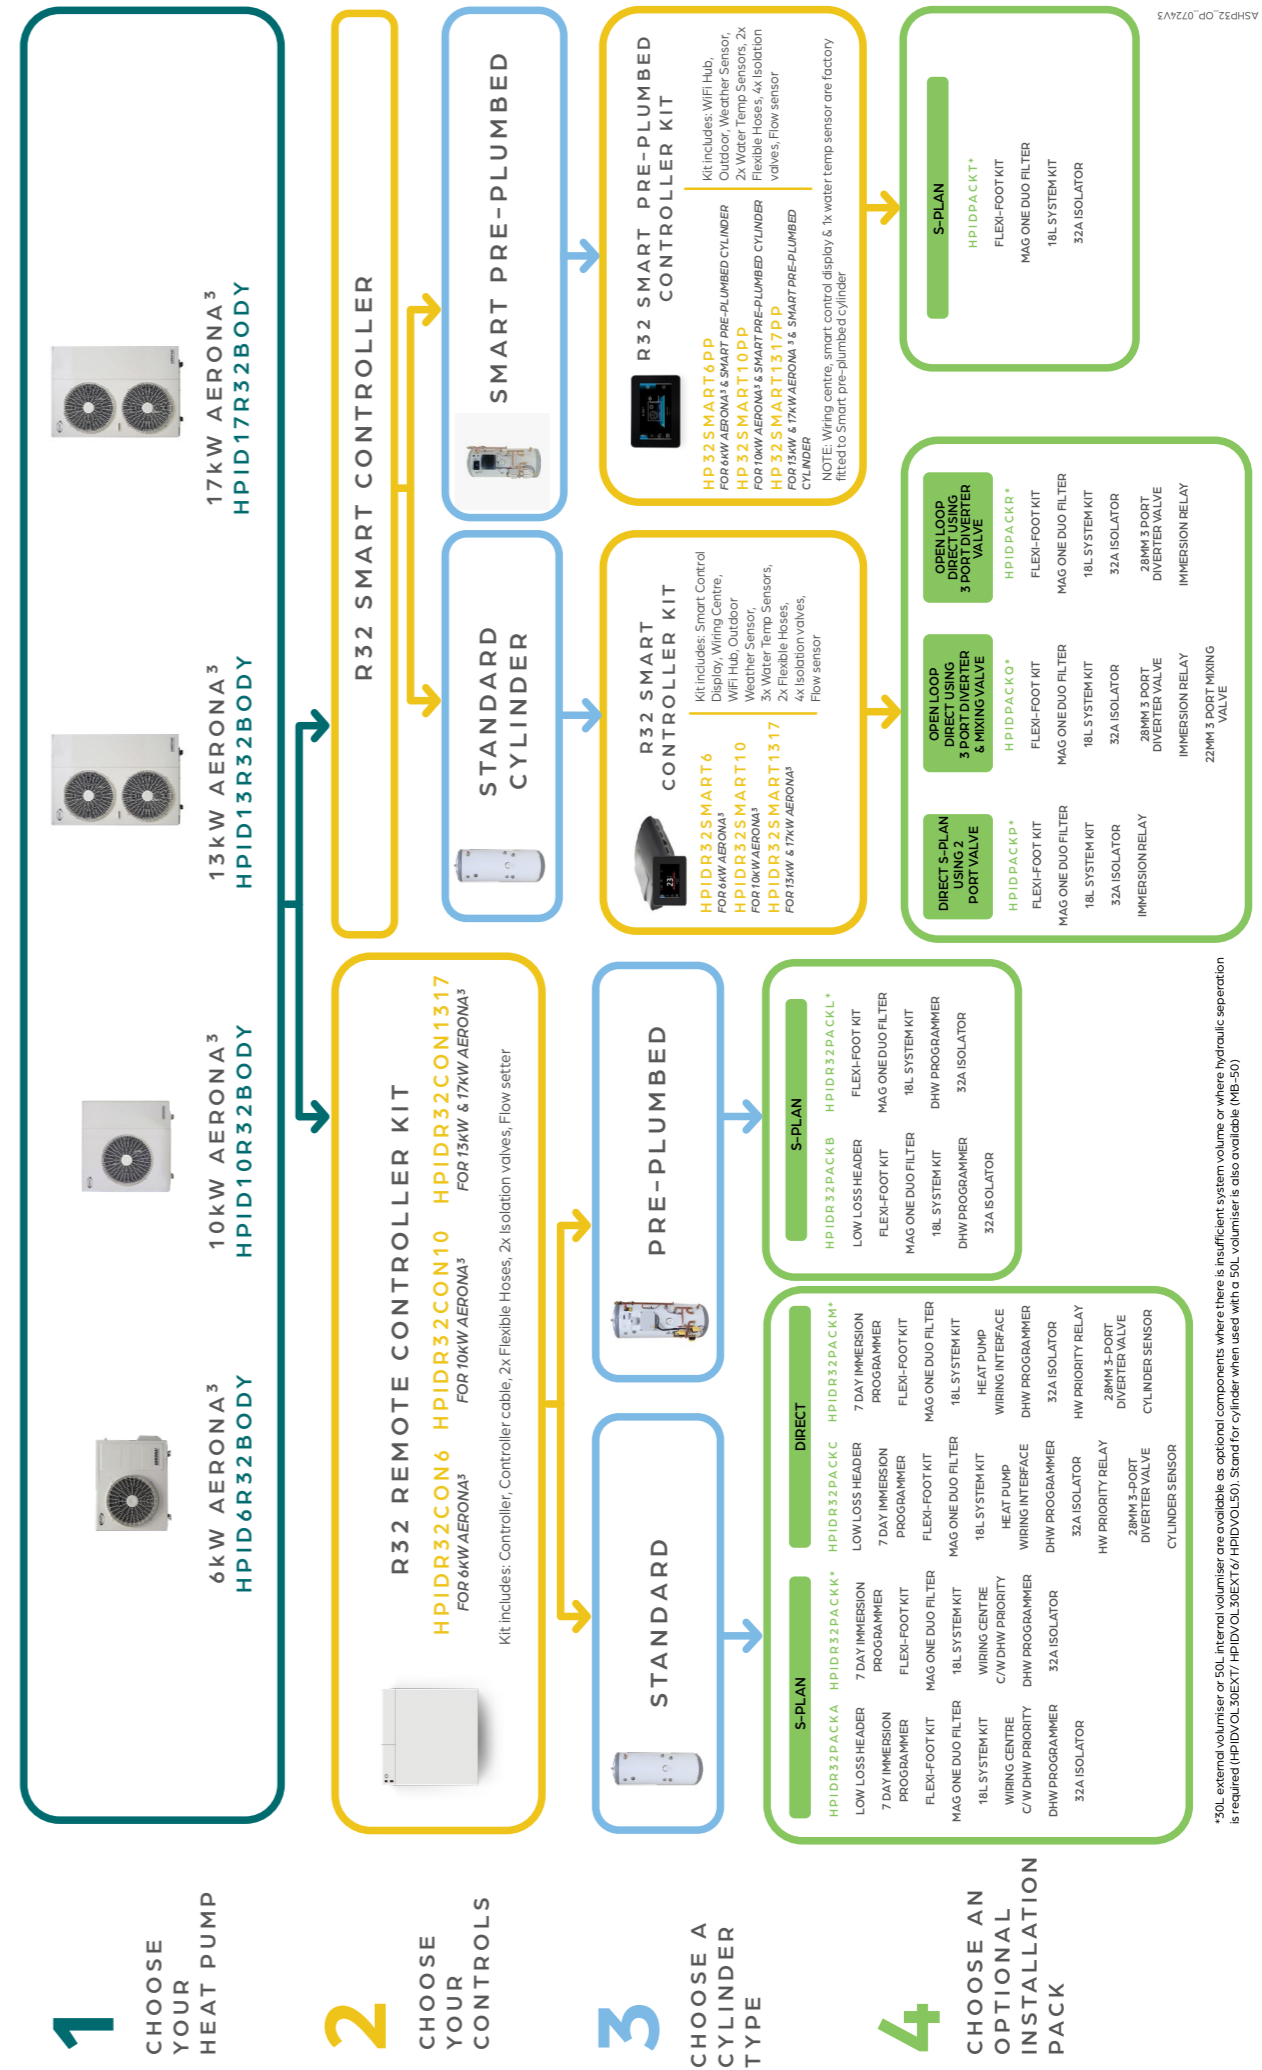 1
CHOOSE
YOUR
HEAT PUMP
6kW AERONA³
HPID6R32BODY
10kW AERONA³
HPID10R32BODY
13kW AERONA³
HPID13R32BODY
17kW AERONA³
HPID17R32BODY
2
CHOOSE
YOUR
CONTROLS
R32 REMOTE CONTROLLER KIT
HPIDR32CON6
FOR 6KW AERONA³
HPIDR32CON10
FOR 10KW AERONA³
HPIDR32CON1317
FOR 13KW & 17KW AERONA³
Kit includes: Controller, Controller cable, 2x Flexible Hoses, 2x Isolation valves, Flow setter
R32 SMART CONTROLLER
3
CHOOSE A
CYLINDER
TYPE
STANDARD
PRE-PLUMBED
STANDARD
CYLINDER
SMART PRE-PLUMBED
R32 SMART
CONTROLLER KIT
HPIDR32SMART6
FOR 6KW AERONA³
HPIDR32SMART10
FOR 10KW AERONA³
HPIDR32SMART1317
FOR 13KW & 17KW AERONA³
Kit includes: Smart Control
Display, Wiring Centre,
WiFi Hub, Outdoor
Weather Sensor,
3x Water Temp Sensors,
2x Flexible Hoses,
4x Isolation valves,
Flow sensor
R32 SMART PRE-PLUMBED
CONTROLLER KIT
HP32SMART6PP
FOR 6KW AERONA³ & SMART PRE-PLUMBED CYLINDER
HP32SMART10PP
FOR 10KW AERONA³ & SMART PRE-PLUMBED CYLINDER
HP32SMART1317PP
FOR 13KW & 17KW AERONA ³ & SMART PRE-PLUMBED
CYLINDER
Kit includes: WiFi Hub,
Outdoor, Weather Sensor,
2x Water Temp Sensors, 2x
Flexible Hoses, 4x Isolation
valves, Flow sensor
NOTE: Wiring centre, smart control display & 1x water temp sensor are factory
fitted to Smart pre-plumbed cylinder
4
CHOOSE AN
OPTIONAL
INSTALLATION
PACK
S-PLAN
HPIDR32PACKA
LOW LOSS HEADER
7 DAY IMMERSION
PROGRAMMER
FLEXI-FOOT KIT
MAG ONE DUO FILTER
18L SYSTEM KIT
WIRING CENTRE
C/W DHW PRIORITY
DHW PROGRAMMER
32A ISOLATOR
HPIDR32PACKK*
7 DAY IMMERSION
PROGRAMMER
FLEXI-FOOT KIT
MAG ONE DUO FILTER
18L SYSTEM KIT
WIRING CENTRE
C/W DHW PRIORITY
DHW PROGRAMMER
32A ISOLATOR
DIRECT
HPIDR32PACKC
LOW LOSS HEADER
7 DAY IMMERSION
PROGRAMMER
FLEXI-FOOT KIT
MAG ONE DUO FILTER
18L SYSTEM KIT
HEAT PUMP
WIRING INTERFACE
DHW PROGRAMMER
32A ISOLATOR
HW PRIORITY RELAY
28MM 3-PORT
DIVERTER VALVE
CYLINDER SENSOR
HPIDR32PACKM*
7 DAY IMMERSION
PROGRAMMER
FLEXI-FOOT KIT
MAG ONE DUO FILTER
18L SYSTEM KIT
HEAT PUMP
WIRING INTERFACE
DHW PROGRAMMER
32A ISOLATOR
HW PRIORITY RELAY
28MM 3-PORT
DIVERTER VALVE
CYLINDER SENSOR
S-PLAN
HPIDR32PACKB
LOW LOSS HEADER
FLEXI-FOOT KIT
MAG ONE DUO FILTER
18L SYSTEM KIT
DHW PROGRAMMER
32A ISOLATOR
HPIDR32PACKL*
FLEXI-FOOT KIT
MAG ONE DUO FILTER
18L SYSTEM KIT
DHW PROGRAMMER
32A ISOLATOR
DIRECT S-PLAN
USING 2
PORT VALVE
HPIDPACKP*
FLEXI-FOOT KIT
MAG ONE DUO FILTER
18L SYSTEM KIT
32A ISOLATOR
IMMERSION RELAY
OPEN LOOP
DIRECT USING
3 PORT DIVERTER
& MIXING VALVE
HPIDPACKQ*
FLEXI-FOOT KIT
MAG ONE DUO FILTER
18L SYSTEM KIT
32A ISOLATOR
28MM 3 PORT
DIVERTER VALVE
IMMERSION RELAY
22MM 3 PORT MIXING
VALVE
OPEN LOOP
DIRECT USING
3 PORT DIVERTER
VALVE
HPIDPACKR*
FLEXI-FOOT KIT
MAG ONE DUO FILTER
18L SYSTEM KIT
32A ISOLATOR
28MM 3 PORT
DIVERTER VALVE
IMMERSION RELAY
S-PLAN
HPIDPACKT*
FLEXI-FOOT KIT
MAG ONE DUO FILTER
18L SYSTEM KIT
32A ISOLATOR
*30L external volumiser or 50L internal volumiser are available as optional components where there is insufficient system volume or where hydraulic seperation
is required (HPIDVOL30EXT/ HPIDVOL30EXT6/ HPIDVOL50). Stand for cylinder when used with a 50L volumiser is also available (MB-50)
ASHP32_OP_0724V3